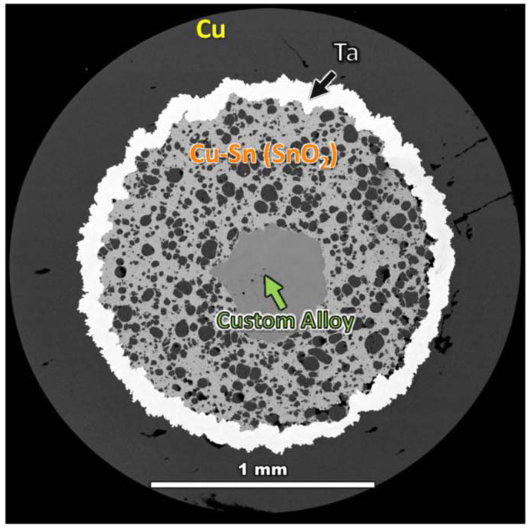 Cu
Ta
Cu-Sn (SnO₂)
Custom Alloy
1 mm